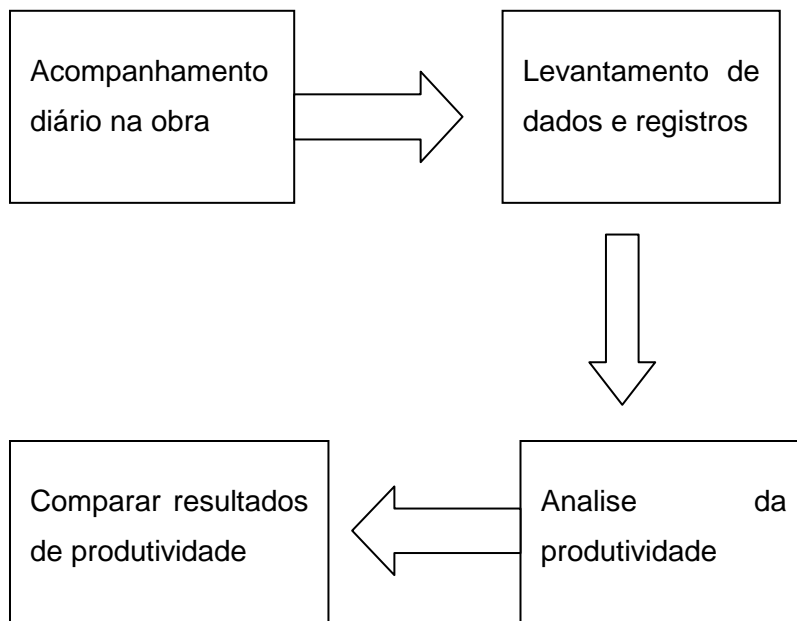 Acompanhamento
diário na obra
Levantamento de
dados e registros
Comparar resultados
de produtividade
Analise da
produtividade